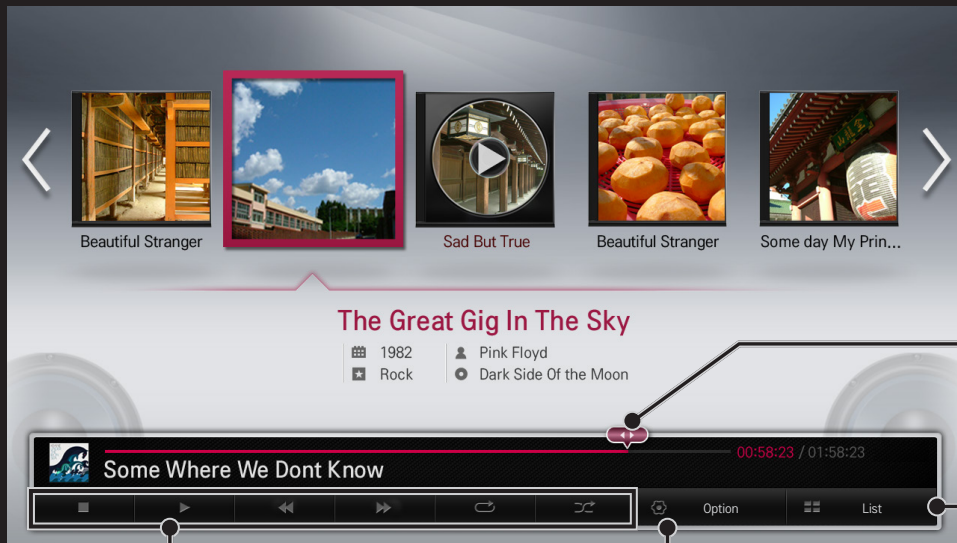 Beautiful Stranger
Sad But True
Beautiful Stranger
Some day My Prin...
The Great Gig In The Sky
1982
Pink Floyd
Rock
Dark Side Of the Moon
00:58:23 / 01:58:23
Some Where We Dont Know
Option
List